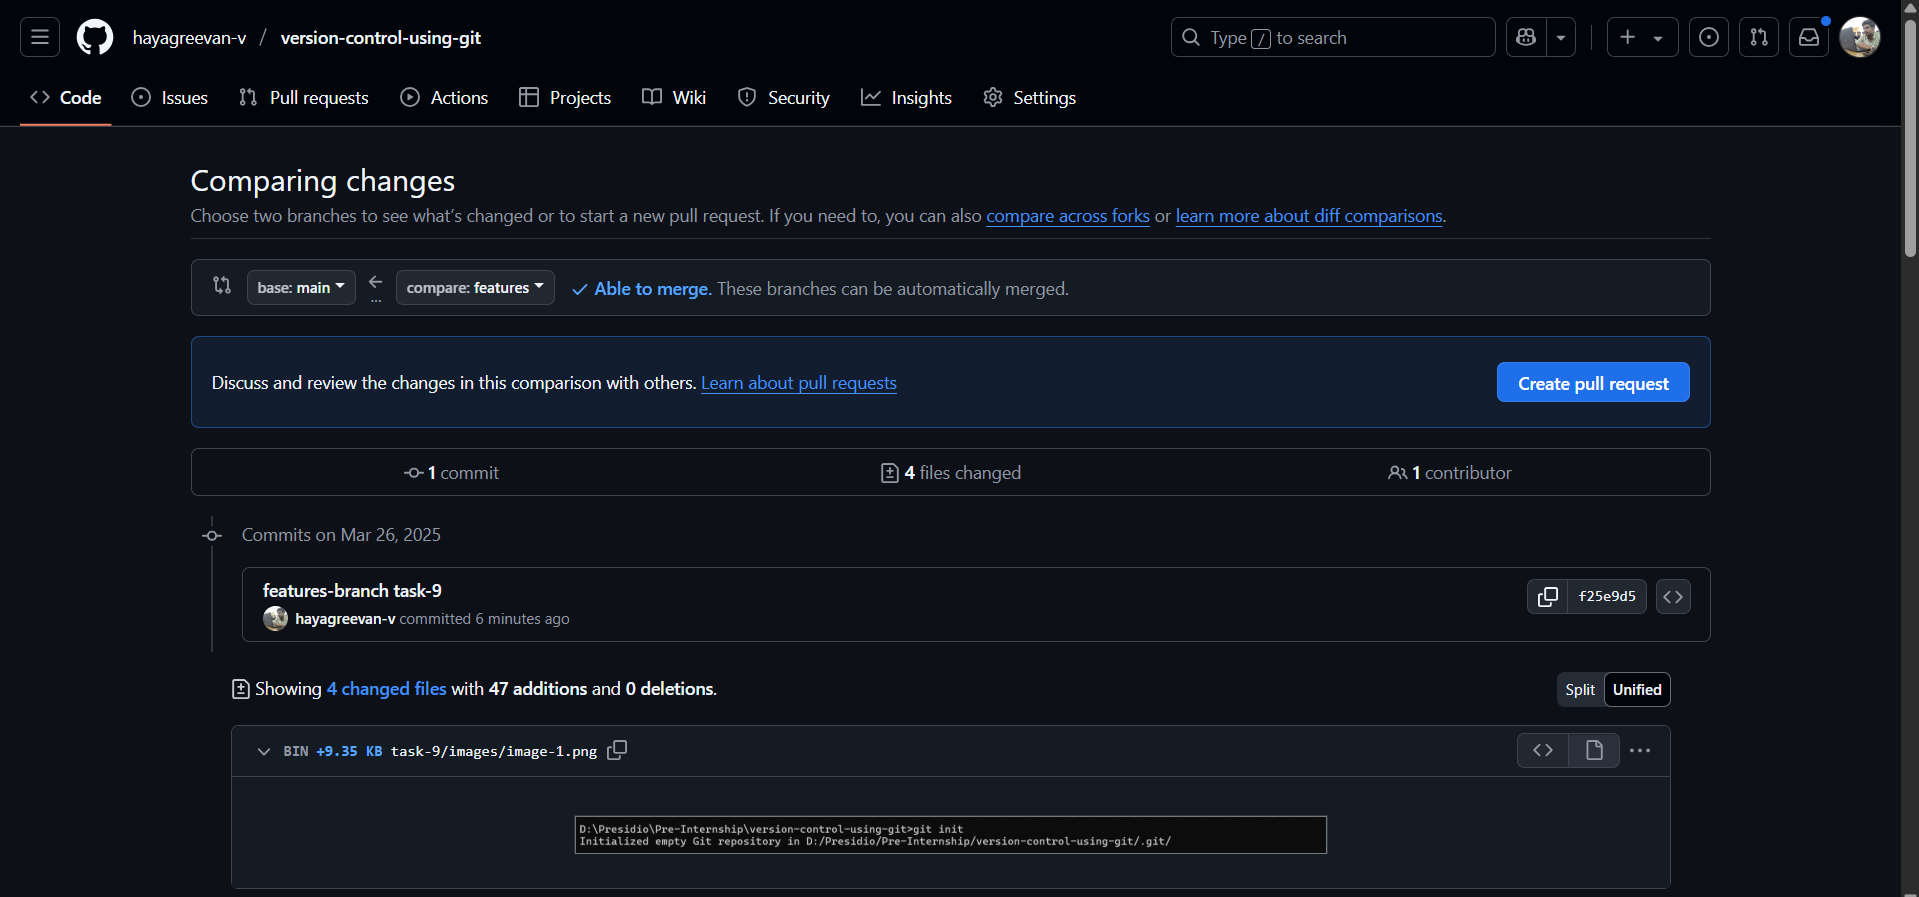 hayagreevan-v / version-control-using-git
Type / to search
Code Issues Pull requests Actions Projects Wiki Security Insights Settings
Comparing changes
Choose two branches to see what's changed or to start a new pull request. If you need to, you can also compare across forks or learn more about diff comparisons.
base: main ... compare: features Able to merge. These branches can be automatically merged.
Discuss and review the changes in this comparison with others. Learn about pull requests
Create pull request
1 commit 4 files changed 1 contributor
Commits on Mar 26, 2025
features-branch task-9
hayagreevan-v committed 6 minutes ago
f25e9d5
Showing 4 changed files with 47 additions and 0 deletions.
Split Unified
BIN +9.35 KB task-9/images/image-1.png
D:\Presidio\Pre-Internship\version-control-using-git>git init
Initialized empty Git repository in D:/Presidio/Pre-Internship/version-control-using-git/.git/